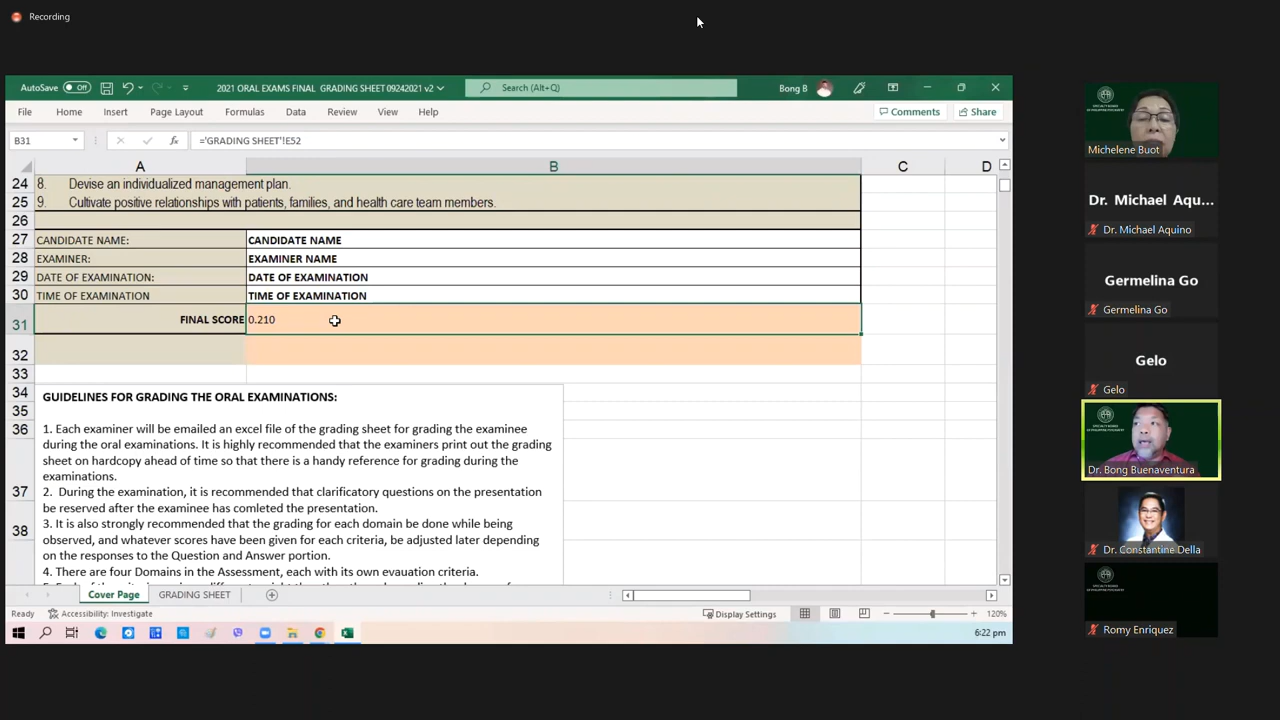 Recording
AutoSave Off
2021 ORAL EXAMS FINAL GRADING SHEET 09242021 v2
Search (Alt+Q)
Bong B
File Home Insert Page Layout Formulas Data Review View Help
Comments Share
B31
fx
='GRADING SHEET'!E52
A B C D
24 8. Devise an individualized management plan.
25 9. Cultivate positive relationships with patients, families, and health care team members.
26
27 CANDIDATE NAME: CANDIDATE NAME
28 EXAMINER: EXAMINER NAME
29 DATE OF EXAMINATION: DATE OF EXAMINATION
30 TIME OF EXAMINATION TIME OF EXAMINATION
31 FINAL SCORE 0.210
32
33
34
35
36
37
38
GUIDELINES FOR GRADING THE ORAL EXAMINATIONS:
1. Each examiner will be emailed an excel file of the grading sheet for grading the examinee
during the oral examinations. It is highly recommended that the examiners print out the grading
sheet on hardcopy ahead of time so that there is a handy reference for grading during the
examinations.
2. During the examination, it is recommended that clarificatory questions on the presentation
be reserved after the examinee has comleted the presentation.
3. It is also strongly recommended that the grading for each domain be done while being
observed, and whatever scores have been given for each criteria, be adjusted later depending
on the responses to the Question and Answer portion.
4. There are four Domains in the Assessment, each with its own evauation criteria.
Cover Page GRADING SHEET
Ready Accessibility: Investigate
Display Settings
120%
6:22 pm
Michelene Buot
Dr. Michael Aqu...
Dr. Michael Aquino
Germelina Go
Germelina Go
Gelo
Gelo
Dr. Bong Buenaventura
Dr. Constantine Della
Romy Enriquez